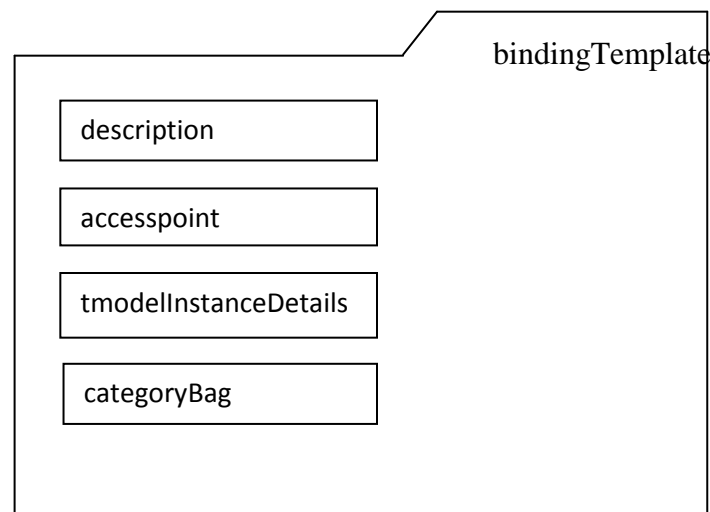 bindingTemplate
description
accesspoint
tmodelInstanceDetails
categoryBag